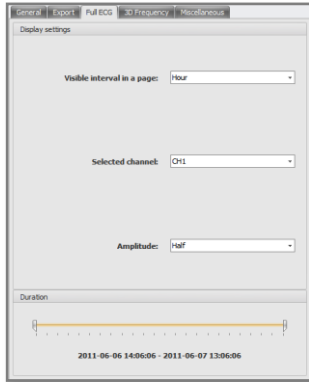 General Export Full ECG 3D Frequency Miscellaneous
Display settings
Visible interval in a page: Hour
Selected channel: CH1
Amplitude: Half
Duration
2011-06-06 14:06:06 - 2011-06-07 13:06:06